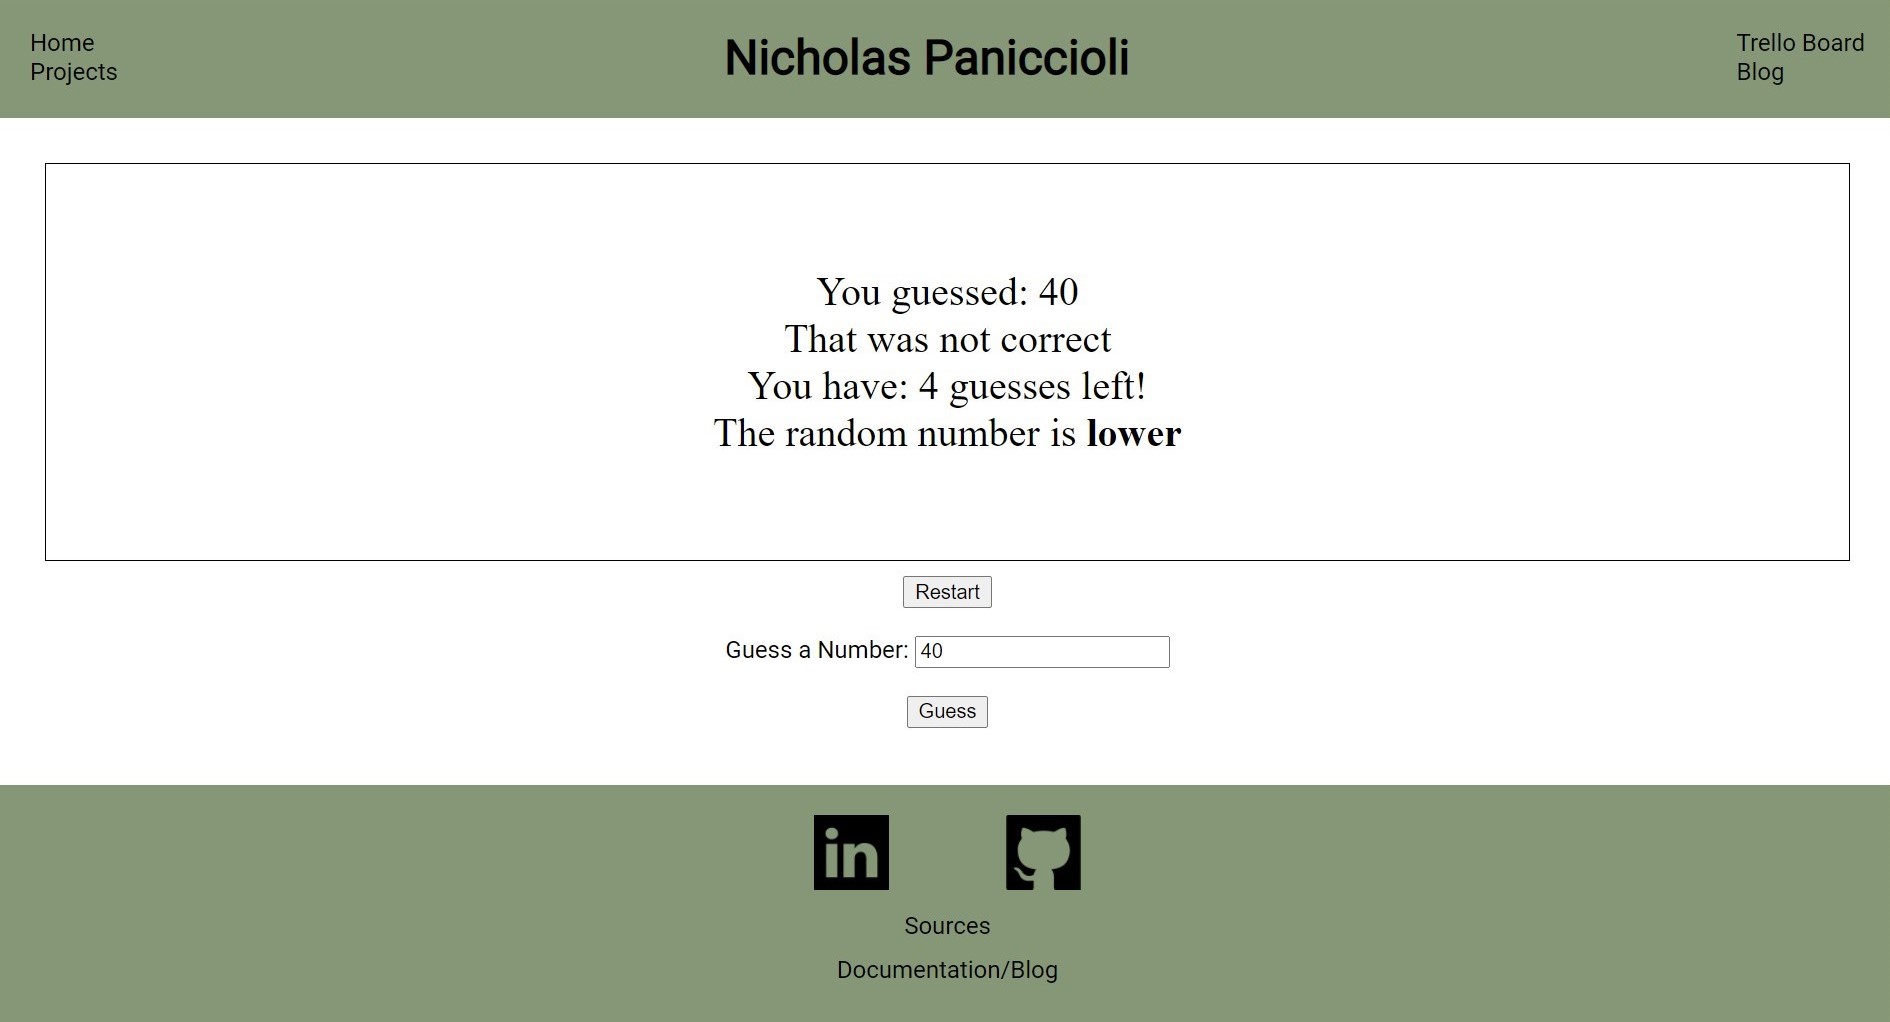 Home
Projects
Nicholas Paniccioli
Trello Board
Blog
You guessed: 40
That was not correct
You have: 4 guesses left!
The random number is lower
Restart
Guess a Number: 40
Guess
in
Sources
Documentation/Blog